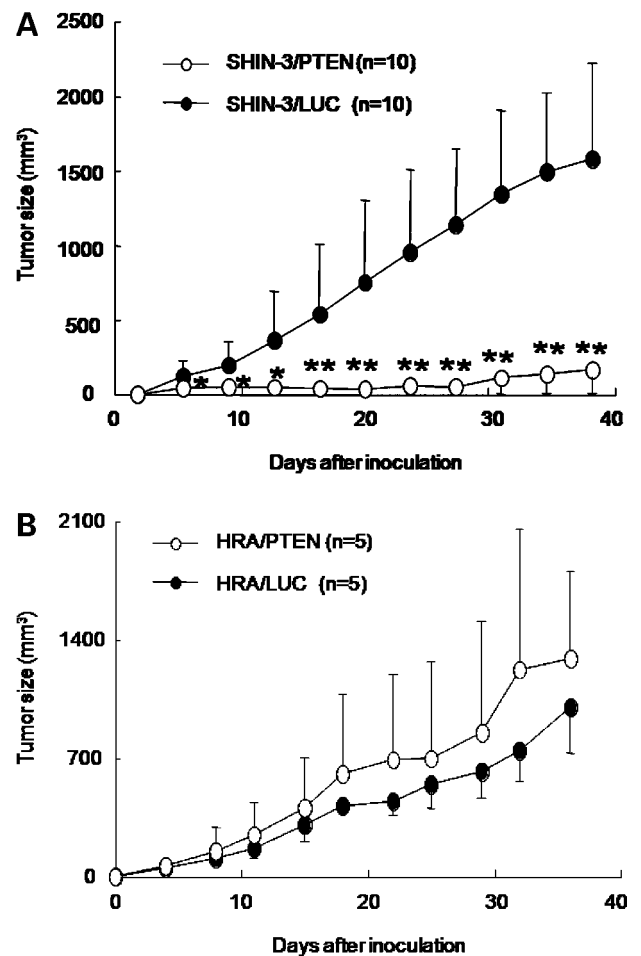 A
2500
2000
1500
1000
500
0
Tumor size (mm³)
SHIN-3/PTEN (n=10)
SHIN-3/LUC (n=10)
* * * ** ** ** ** ** ** **
0 10 20 30 40
Days after inoculation
B
2100
1400
700
0
Tumor size (mm³)
HRA/PTEN (n=5)
HRA/LUC (n=5)
0 10 20 30 40
Days after inoculation